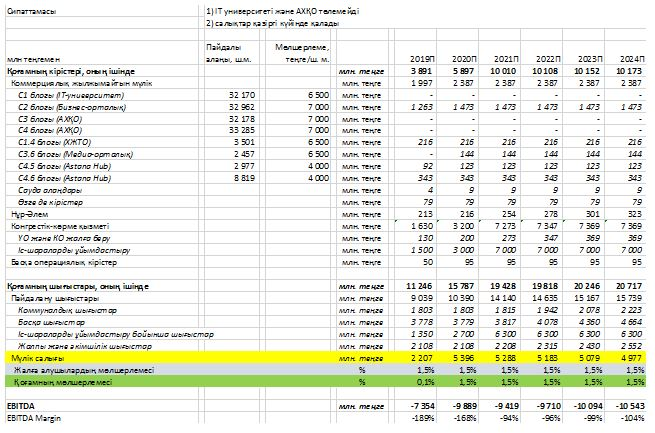 Сипаттамасы 1) IT университеті және АХҚО төлемейді
2) салықтар қазіргі күйінде қалады
млн теңгемен Пайдалы алаңы, ш.м. Мөлшерлеме, теңге/ш. м. 2019П 2020П 2021П 2022П 2023П 2024П
Қоғамның кірістері, оның ішінде млн. теңге 3 891 5 897 10 010 10 108 10 152 10 173
Коммерциялық жылжымайтын мүлік млн. теңге 1 997 2 387 2 387 2 387 2 387 2 387
С1 блогы (IT-университет) 32 170 6 500 млн. теңге - - - - - -
С2 блогы (Бизнес-орталық) 32 962 7 000 млн. теңге 1 263 1 473 1 473 1 473 1 473 1 473
С3 блогы (АХҚО) 32 178 7 000 млн. теңге - - - - - -
С4 блогы (АХҚО) 33 285 7 000 млн. теңге - - - - - -
С1.4 блогы (ХЖТО) 3 501 6 500 млн. теңге 216 216 216 216 216 216
С3.6 блогы (Медиа-орталық) 2 457 6 500 млн. теңге - 144 144 144 144 144
С4.5 блогы (Astana Hub) 2 977 4 000 млн. теңге 92 123 123 123 123 123
С4.6 блогы (Astana Hub) 8 819 4 000 млн. теңге 343 343 343 343 343 343
Сауда алаңдары млн. теңге 4 9 9 9 9 9
Өзге де кірістер млн. теңге 79 79 79 79 79 79
Нұр-Әлем млн. теңге 213 216 254 278 301 323
Конгрестік-көрме қызметі млн. теңге 1 630 3 200 7 273 7 347 7 369 7 369
ҮО және КО жалға беру млн. теңге 130 200 273 347 369 369
Іс-шараларды ұйымдастыру млн. теңге 1 500 3 000 7 000 7 000 7 000 7 000
Басқа операциялық кірістер млн. теңге 50 95 95 95 95 95
Қоғамның шығыстары, оның ішінде млн. теңге 11 246 15 787 19 428 19 818 20 246 20 717
Пайдалану шығыстары млн. теңге 9 039 10 390 14 140 14 635 15 167 15 739
Коммуналдық шығыстар млн. теңге 1 803 1 803 1 815 1 942 2 078 2 223
Басқа шығыстар млн. теңге 3 778 3 779 3 817 4 078 4 360 4 664
Іс-шараларды ұйымдастыру бойынша шығыстар млн. теңге 1 350 2 700 6 300 6 300 6 300 6 300
Жалпы және әкімшілік шығыстар млн. теңге 2 108 2 108 2 208 2 315 2 430 2 552
Мүлік салығы млн. теңге 2 207 5 396 5 288 5 183 5 079 4 977
Жалға алушылардың мөлшерлемесі % 1,5% 1,5% 1,5% 1,5% 1,5% 1,5%
Қоғамның мөлшерлемесі % 0,1% 1,5% 1,5% 1,5% 1,5% 1,5%
EBITDA млн. теңге -7 354 -9 889 -9 419 -9 710 -10 094 -10 543
EBITDA Margin -189% -168% -94% -96% -99% -104%